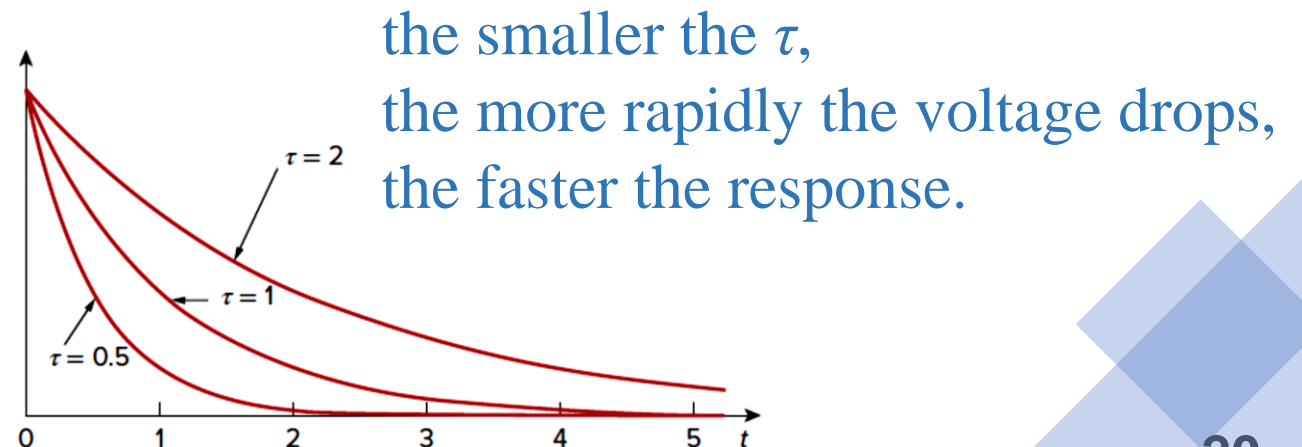 the smaller the τ,
the more rapidly the voltage drops,
the faster the response.
τ = 2
τ = 1
τ = 0.5
0 1 2 3 4 5 t